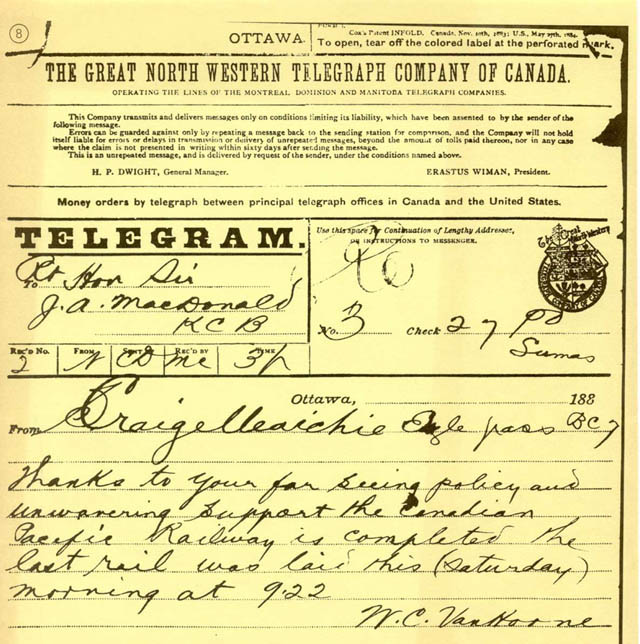 8
OTTAWA.
Cox's Patent INFOLD. Canada, Nov. 20th, 1883; U.S., May 27th, 1884.
To open, tear off the colored label at the perforated mark.
THE GREAT NORTH WESTERN TELEGRAPH COMPANY OF CANADA.
OPERATING THE LINES OF THE MONTREAL, DOMINION AND MANITOBA TELEGRAPH COMPANIES.
This Company transmits and delivers messages only on conditions limiting its liability, which have been assented to by the sender of the
following message.
Errors can be guarded against only by repeating a message back to the sending station for comparison, and the Company will not hold
itself liable for errors or delays in transmission or delivery of unrepeated messages, beyond the amount of tolls paid thereon, nor in any case
where the claim is not presented in writing within sixty days after sending the message.
This is an unrepeated message, and is delivered by request of the sender, under the conditions named above.
H. P. DWIGHT, General Manager. ERASTUS WIMAN, President.
Money orders by telegraph between principal telegraph offices in Canada and the United States.
TELEGRAM.
Use this space for Continuation of Lengthy Addresses,
OR INSTRUCTIONS TO MESSENGER.
To Rt Hon Sir
J. A. MacDonald
K C B
No. 3 Check 27 Pd
Sumas
REC'D No. FROM SENT BY REC'D BY TIME
2 N ED Mc 3p
Ottawa, 188
From Craigellaichie Egle pass BC 7
Thanks to your far seeing policy and
unwavering support the Canadian
Pacific Railway is completed the
last rail was laid this (Saturday)
morning at 9.22
W. C. VanHorne